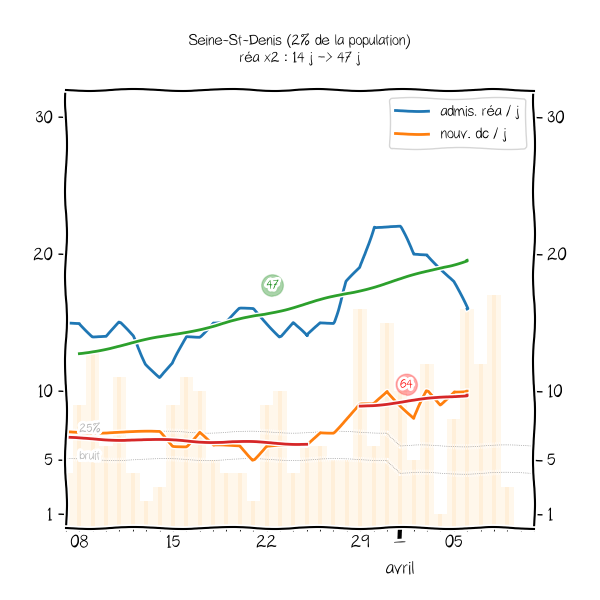 Seine-St-Denis (2% de la population)
réa x2 : 14 j -> 47 j
admis. réa / j
nouv. dc / j
30
30
20
20
47
64
10
10
25%
bruit
5
5
1
1
08 15 22 29 1 05
avril